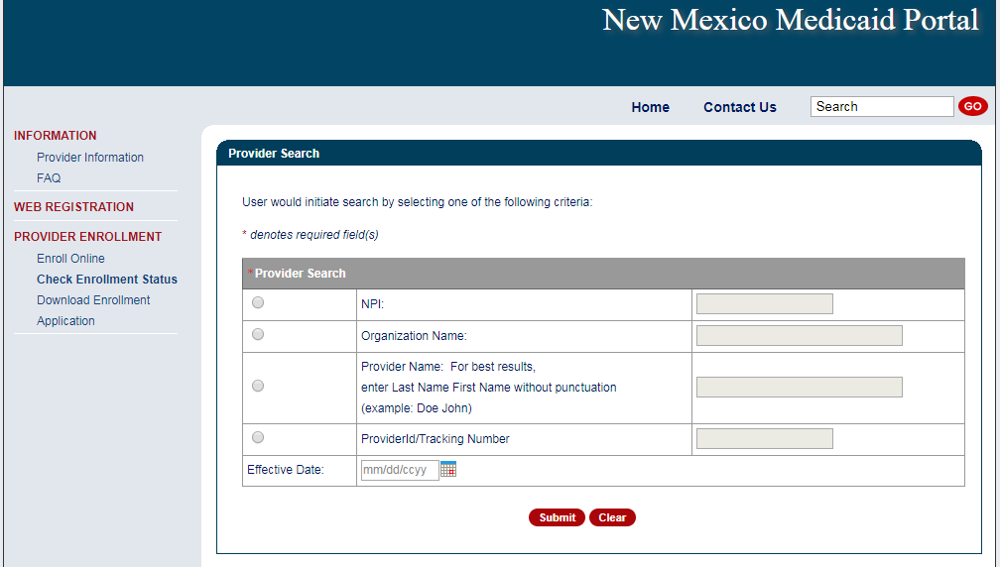 New Mexico Medicaid Portal
Home Contact Us Search GO
INFORMATION
Provider Information
FAQ
WEB REGISTRATION
PROVIDER ENROLLMENT
Enroll Online
Check Enrollment Status
Download Enrollment
Application
Provider Search
User would initiate search by selecting one of the following criteria:
* denotes required field(s)
*Provider Search
NPI:
Organization Name:
Provider Name: For best results,
enter Last Name First Name without punctuation
(example: Doe John)
ProviderId/Tracking Number
Effective Date: mm/dd/ccyy
Submit Clear